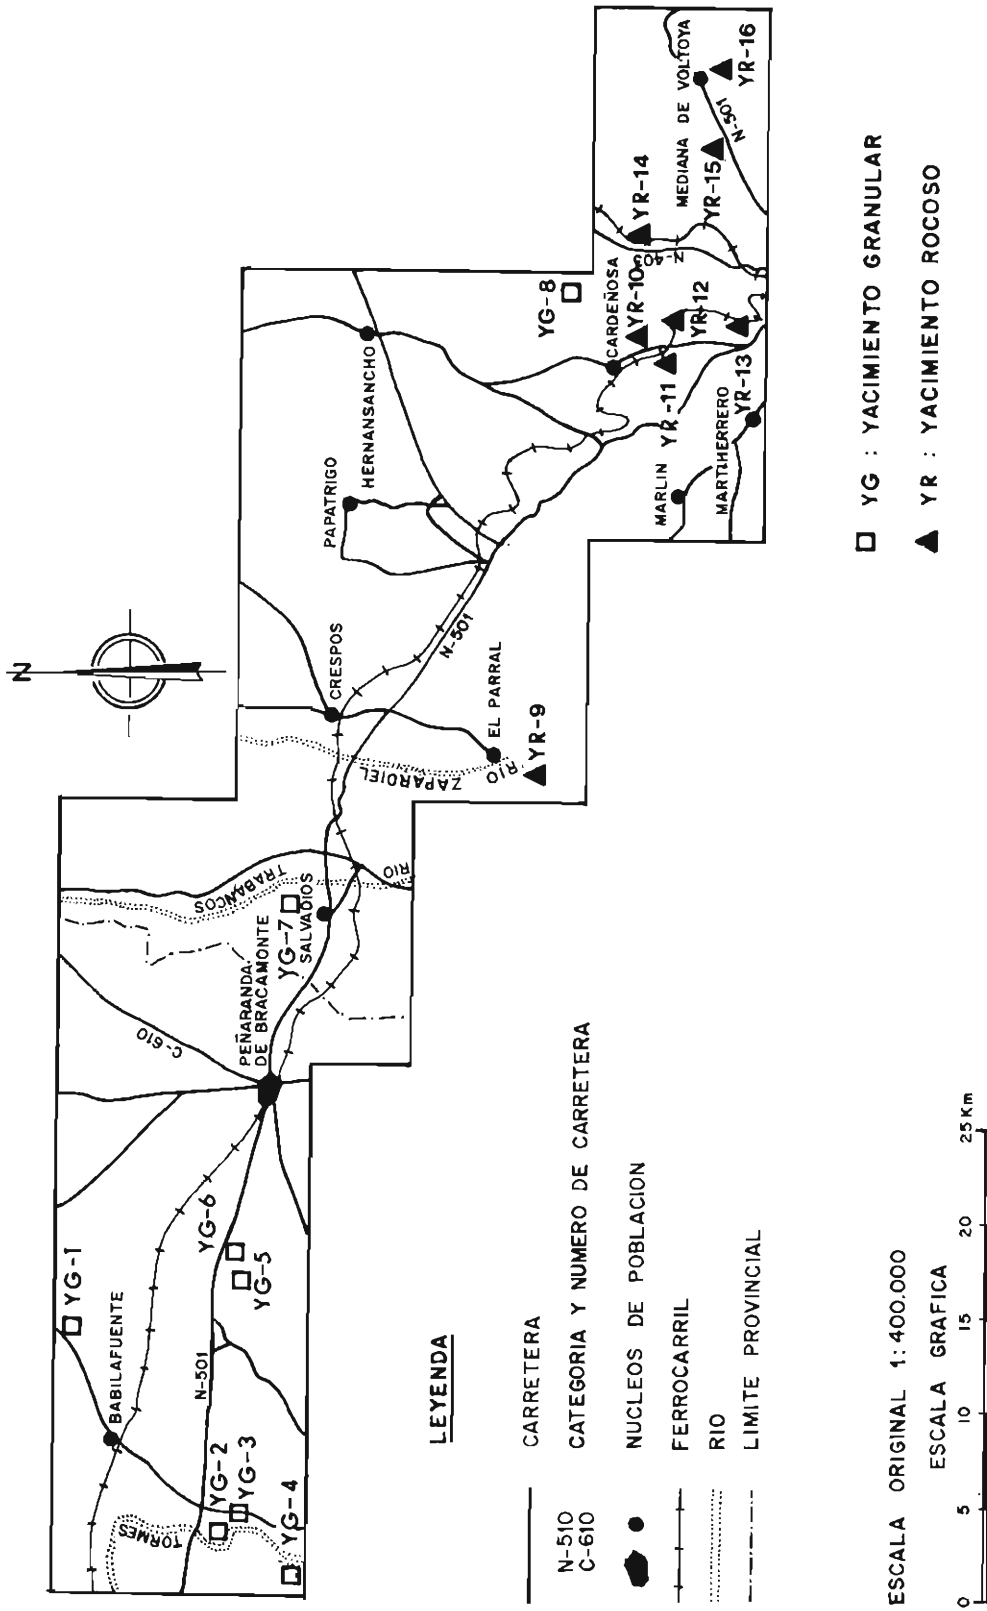 N
YG-1
BABILAFUENTE
TORMES
N-501
YG-2
YG-3
YG-4
YG-5
YG-6
C-610
PEÑARANDA
DE BRACAMONTE
YG-7
SALVADIOS
TRABANCOS
RIO
CRESPOS
ZAPARDIEL
RIO
EL PARRAL
YR-9
N-501
PAPATRIGO
HERNANSANCHO
YG-8
CARDEÑOSA
YR-10
N-403
YR-14
YR-11
YR-12
MARLIN
MARTIHERRERO
YR-13
MEDIANA DE VOLTOYA
YR-15
N-501
YR-16
LEYENDA
CARRETERA
N-510
C-610
CATEGORIA Y NUMERO DE CARRETERA
NUCLEOS DE POBLACION
FERROCARRIL
RIO
LIMITE PROVINCIAL
YG : YACIMIENTO GRANULAR
YR : YACIMIENTO ROCOSO
ESCALA ORIGINAL 1:400.000
ESCALA GRAFICA
0 5 10 15 20 25 Km